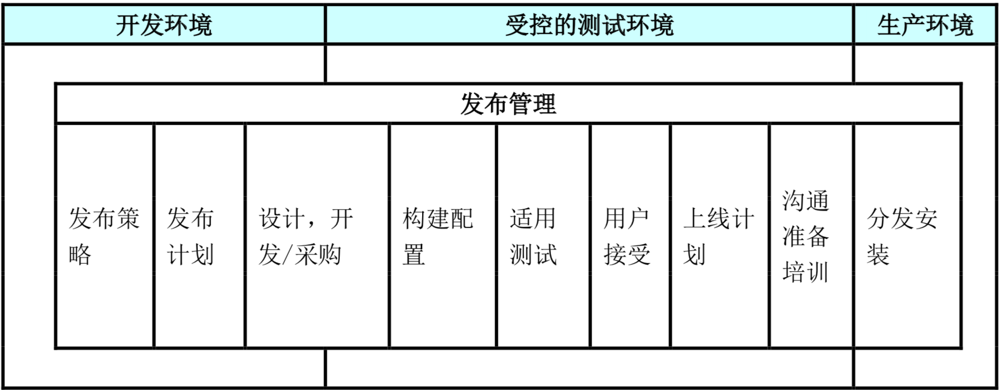 开发环境
受控的测试环境
生产环境
发布管理
发布策
略
发布
计划
设计，开
发/采购
构建配
置
适用
测试
用户
接受
上线计
划
沟通
准备
培训
分发安
装